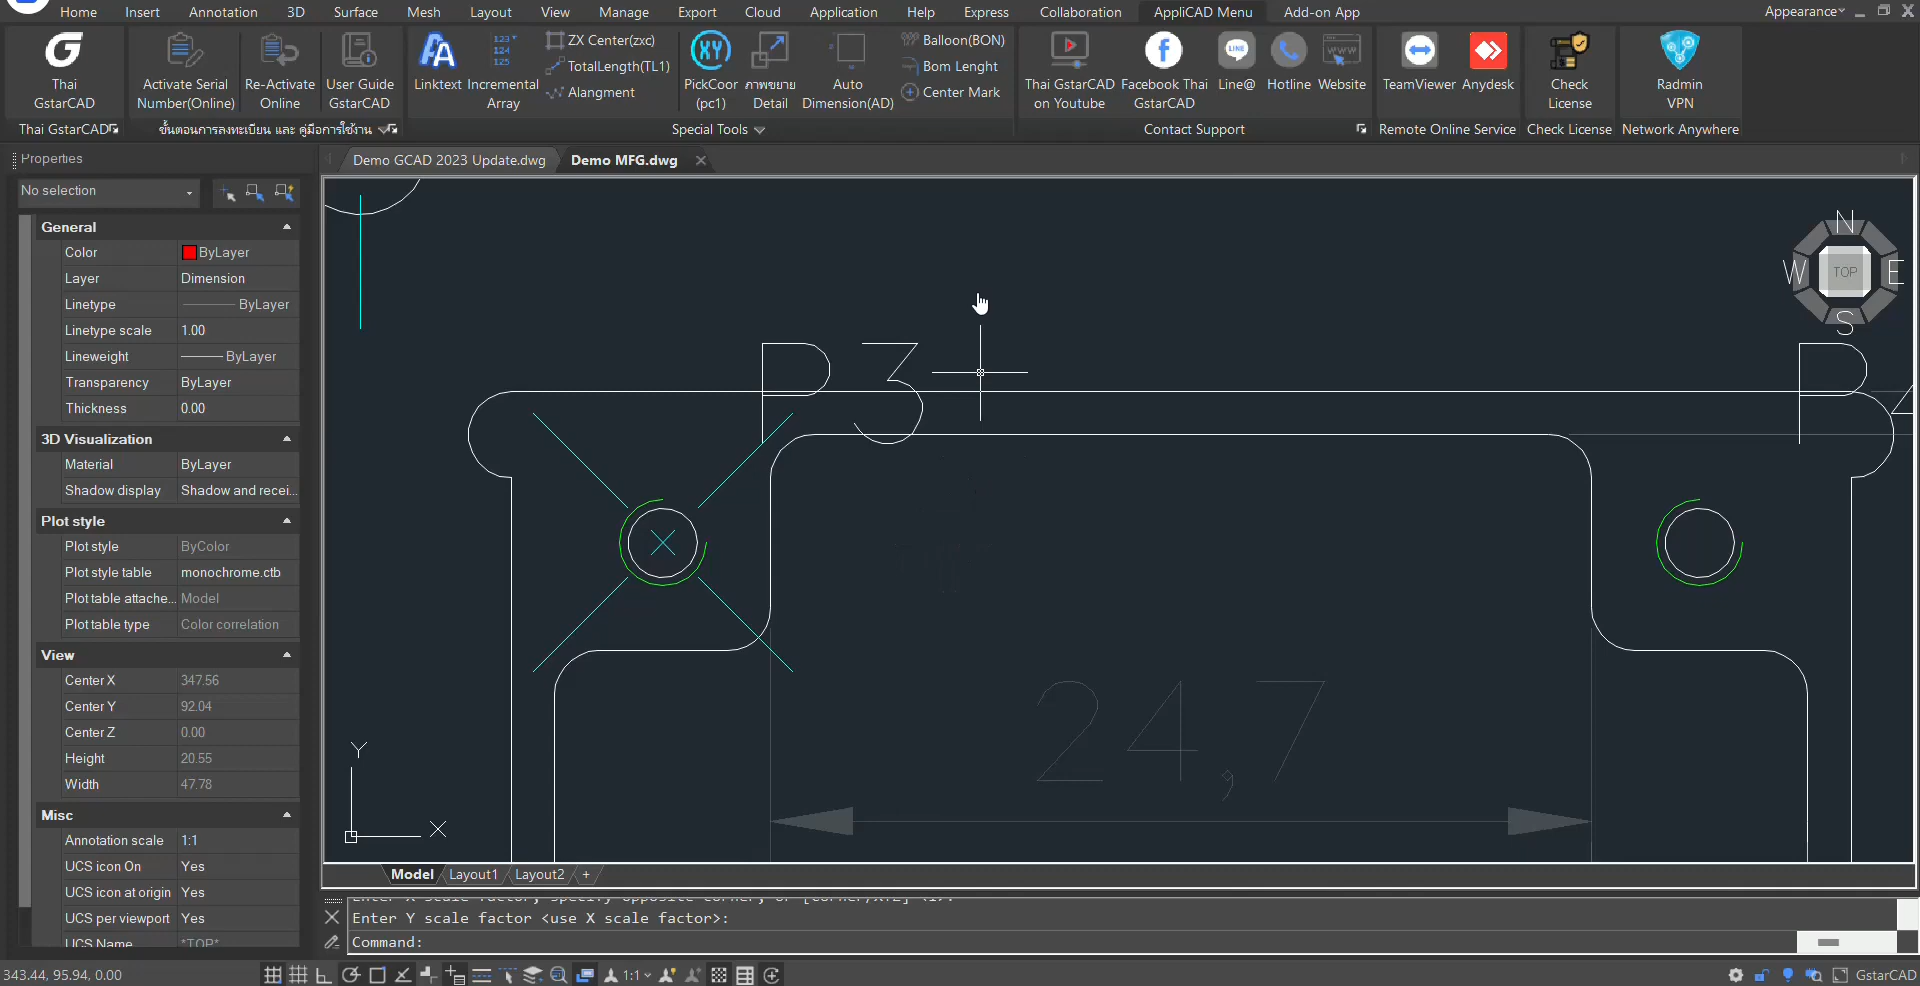 Home Insert Annotation 3D Surface Mesh Layout View Manage Export Cloud Application Help Express Collaboration AppliCAD Menu Add-on App Appearance
Thai GstarCAD
Activate Serial Number(Online)
Re-Activate Online
User Guide GstarCAD
Linktext
Incremental Array
ZX Center(zxc)
TotalLength(TL1)
Alangment
PickCoor (pc1)
ภาพขยาย Detail
Auto Dimension(AD)
Balloon(BON)
Bom Lenght
Center Mark
Thai GstarCAD on Youtube
Facebook Thai GstarCAD
Line@
Hotline
Website
TeamViewer
Anydesk
Check License
Radmin VPN
Thai GstarCAD
ขั้นตอนการลงทะเบียน และ คู่มือการใช้งาน
Special Tools
Contact Support
Remote Online Service
Check License
Network Anywhere
Properties
Demo GCAD 2023 Update.dwg
Demo MFG.dwg
No selection
General
Color ByLayer
Layer Dimension
Linetype ByLayer
Linetype scale 1.00
Lineweight ByLayer
Transparency ByLayer
Thickness 0.00
3D Visualization
Material ByLayer
Shadow display Shadow and recei...
Plot style
Plot style ByColor
Plot style table monochrome.ctb
Plot table attache... Model
Plot table type Color correlation
View
Center X 347.56
Center Y 92.04
Center Z 0.00
Height 20.55
Width 47.78
Misc
Annotation scale 1:1
UCS icon On Yes
UCS icon at origin Yes
UCS per viewport Yes
UCS Name *TOP*
N
W TOP E
S
P3
24,7
Y
X
Model Layout1 Layout2 +
Enter Y scale factor <use X scale factor>:
Command:
343.44, 95.94, 0.00
1:1
GstarCAD